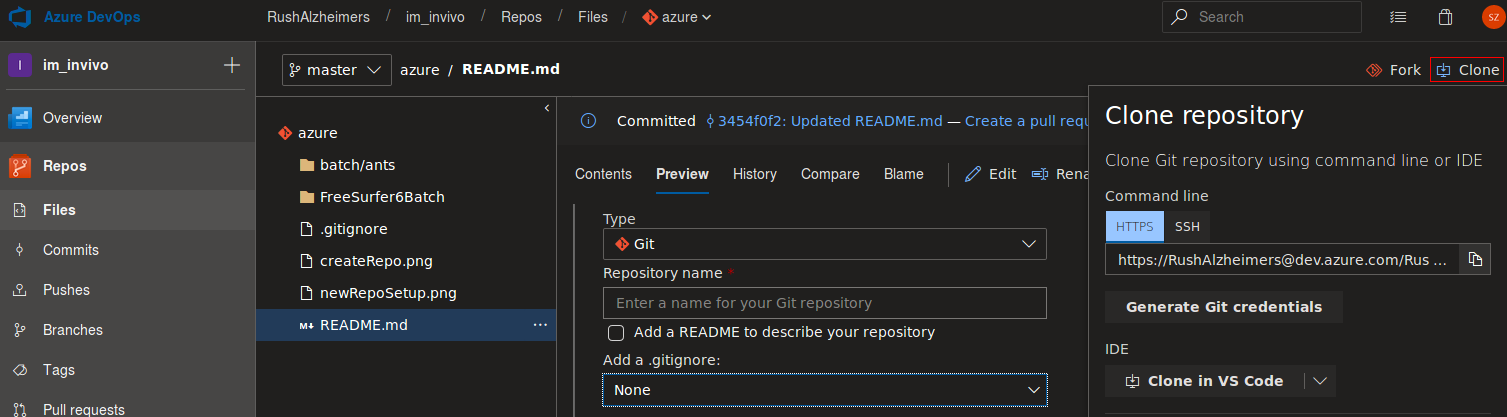 Azure DevOps
RushAlzheimers / im_invivo / Repos / Files / azure
Search
SZ
I im_invivo
Overview
Repos
Files
Commits
Pushes
Branches
Tags
Pull requests
master azure / README.md
Fork Clone
azure
batch/ants
FreeSurfer6Batch
.gitignore
createRepo.png
newRepoSetup.png
README.md ...
Committed 3454f0f2: Updated README.md — Create a pull requ
Contents Preview History Compare Blame Edit Rena
Type
Git
Repository name *
Enter a name for your Git repository
Add a README to describe your repository
Add a .gitignore:
None
Clone repository
Clone Git repository using command line or IDE
Command line
HTTPS SSH
https://RushAlzheimers@dev.azure.com/Rus ...
Generate Git credentials
IDE
Clone in VS Code